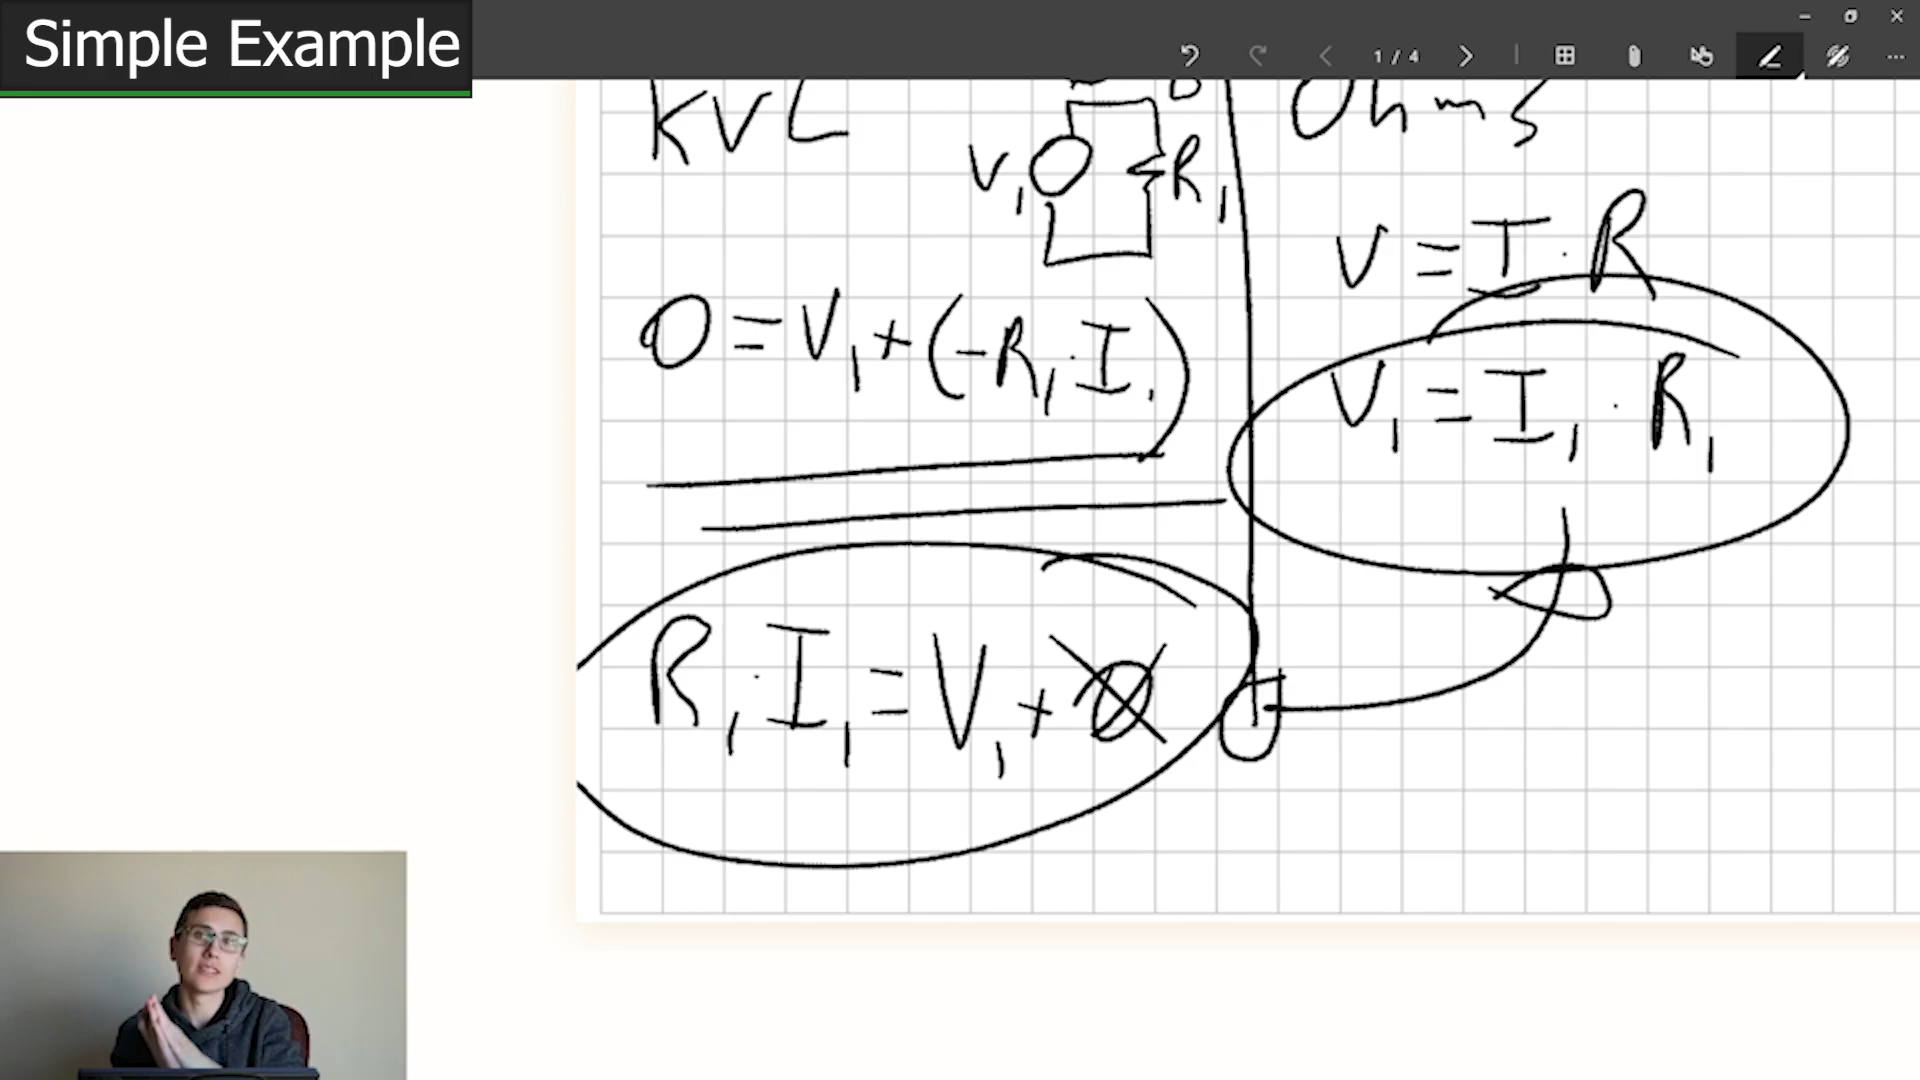 Simple Example
1 / 4
KVL
V1 R1
0 = V1 + (-R1 · I1)
R1 · I1 = V1 + 0
Ohms
V = I · R
V1 = I1 · R1